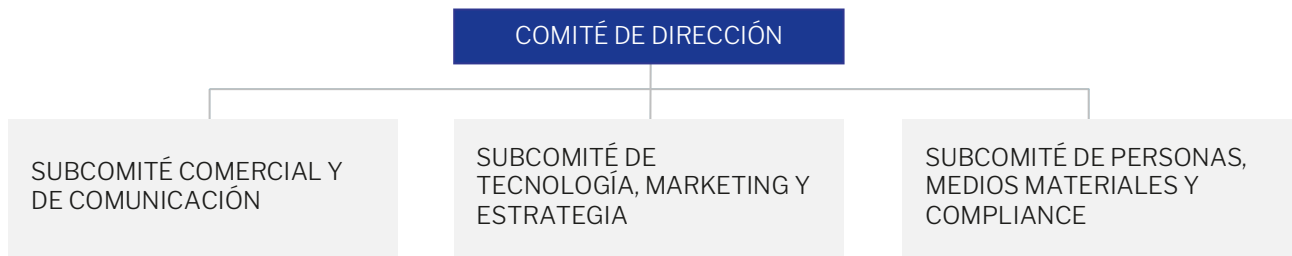 COMITÉ DE DIRECCIÓN
SUBCOMITÉ COMERCIAL Y
DE COMUNICACIÓN
SUBCOMITÉ DE
TECNOLOGÍA, MARKETING Y
ESTRATEGIA
SUBCOMITÉ DE PERSONAS,
MEDIOS MATERIALES Y
COMPLIANCE